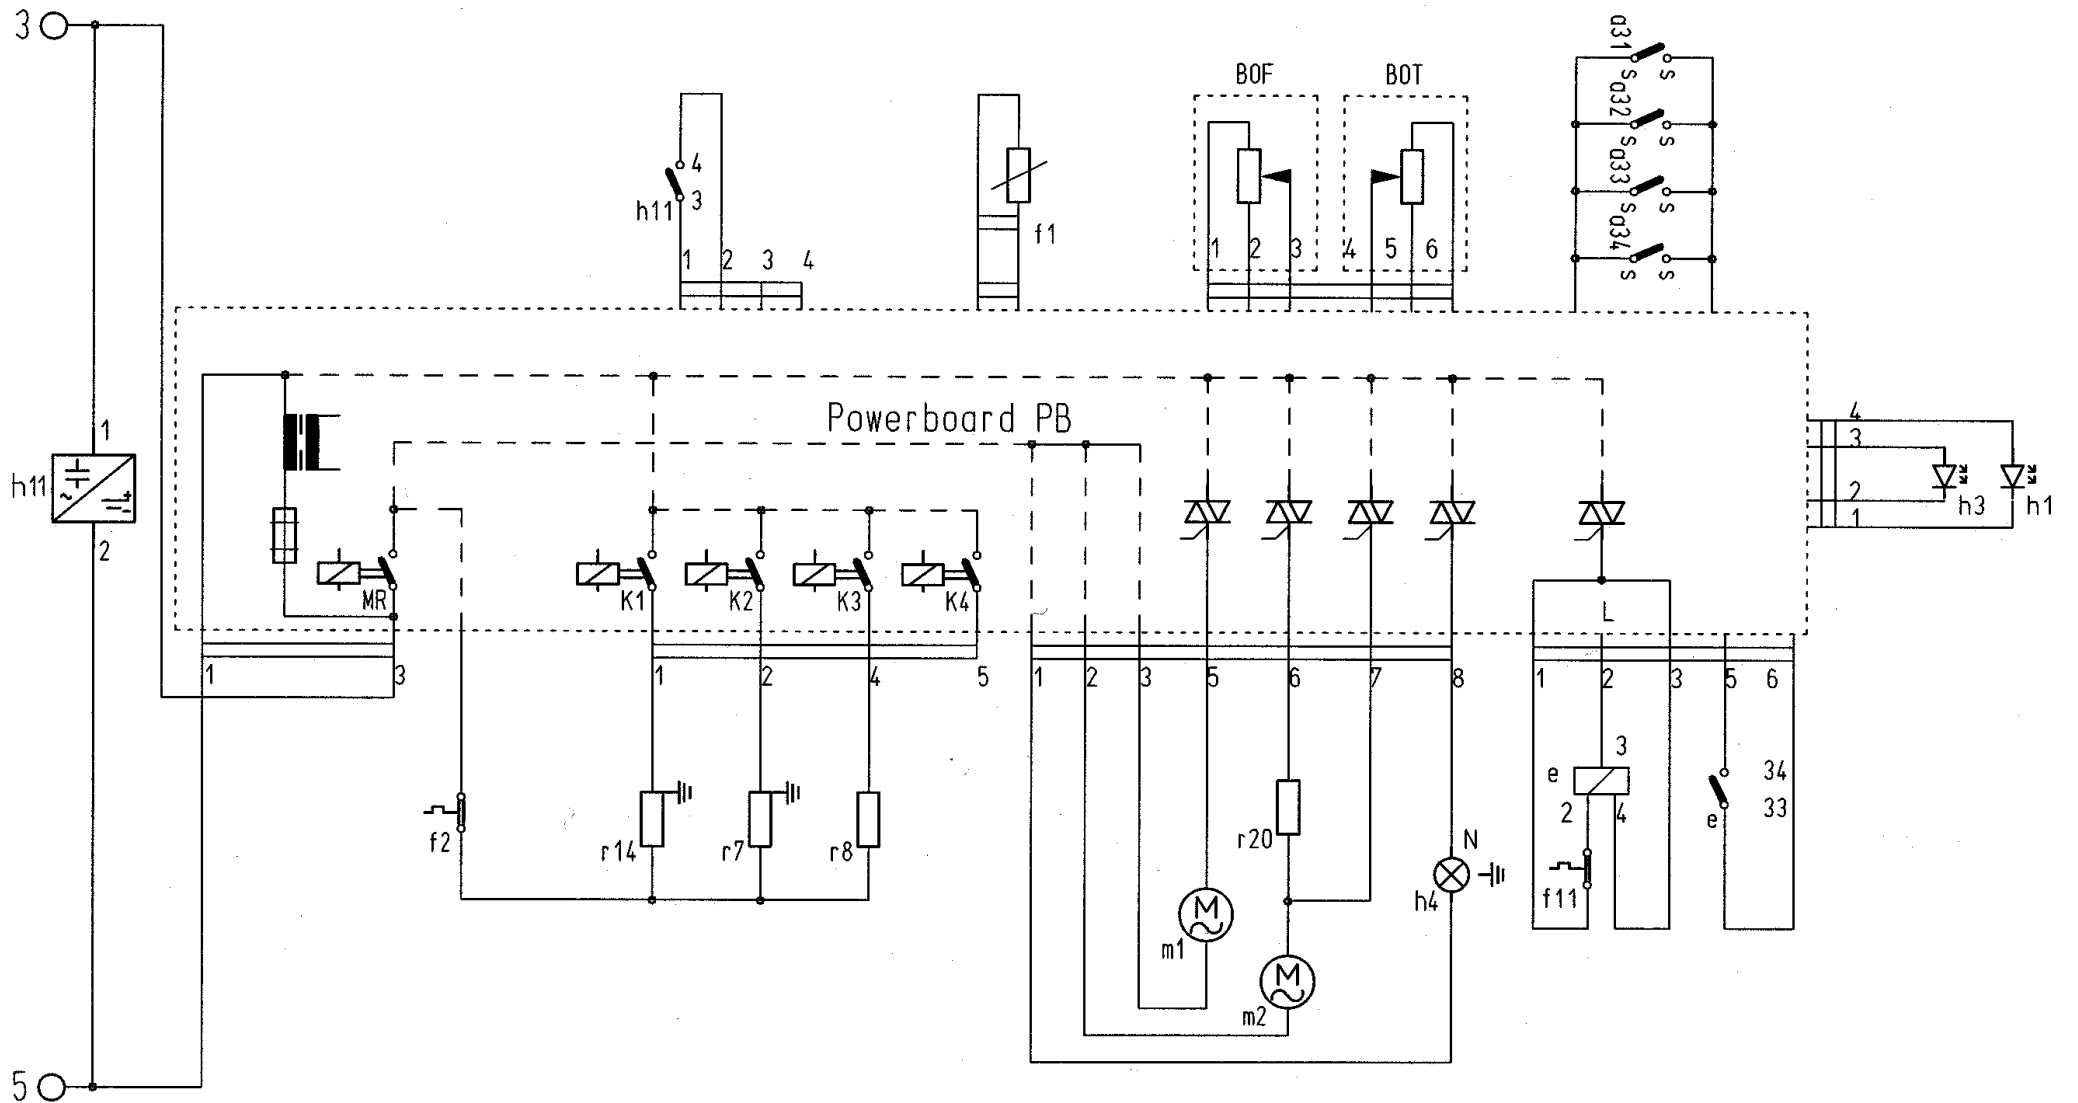 3
a31
s s
BOF BOT
a32
s s
4
a33
h11 3
s s
f1
a34
1 2 3 4
1 2 3 4 5 6
s s
Powerboard PB
1
4
3
h11
~
+
-
2
h3 h1
1
2
MR K1 K2 K3 K4
L
1 3 1 2 4 5 1 2 3 5 6 7 8 1 2 3 5 6
3
e 34
2 4 33
e
f2 r14 r7 r8 r20 N
h4 f11
M
m1
M
m2
5